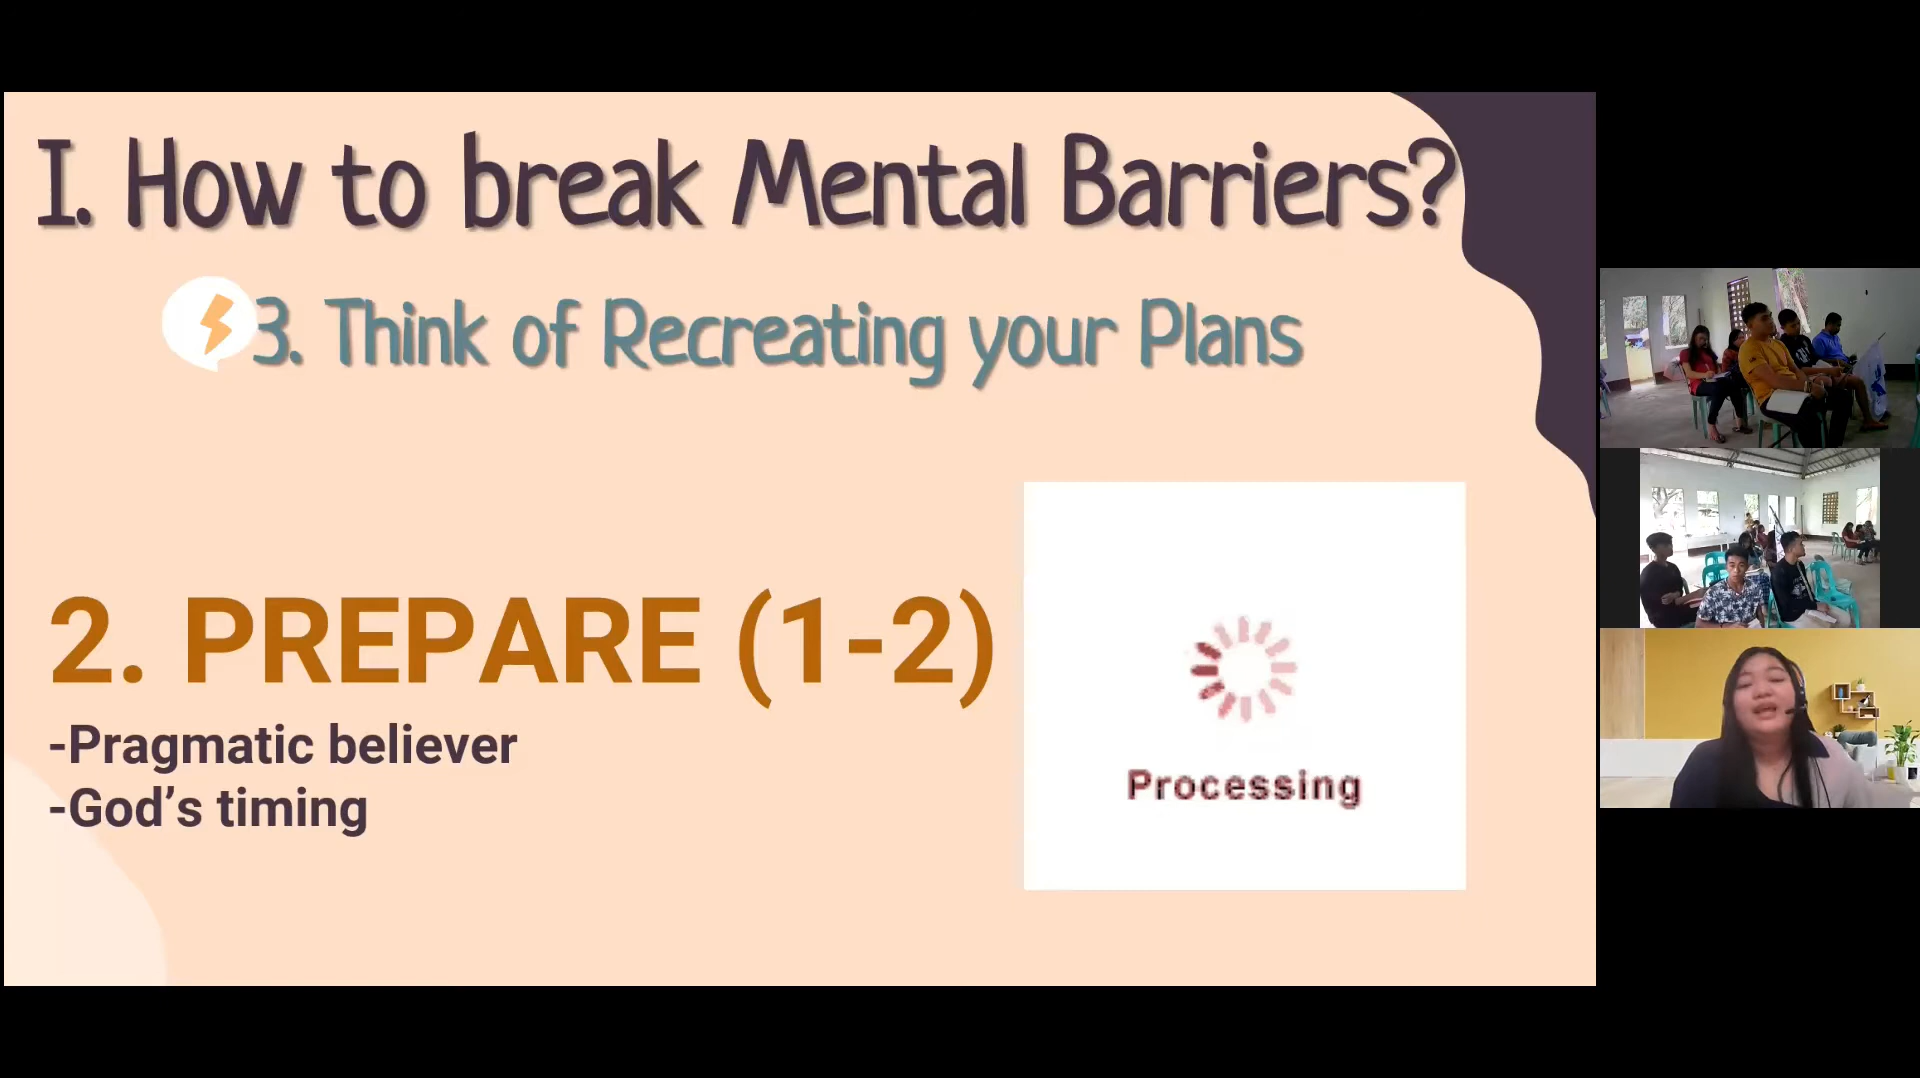 I. How to break Mental Barriers?
3. Think of Recreating your Plans
2. PREPARE (1-2)
-Pragmatic believer
-God's timing
Processing